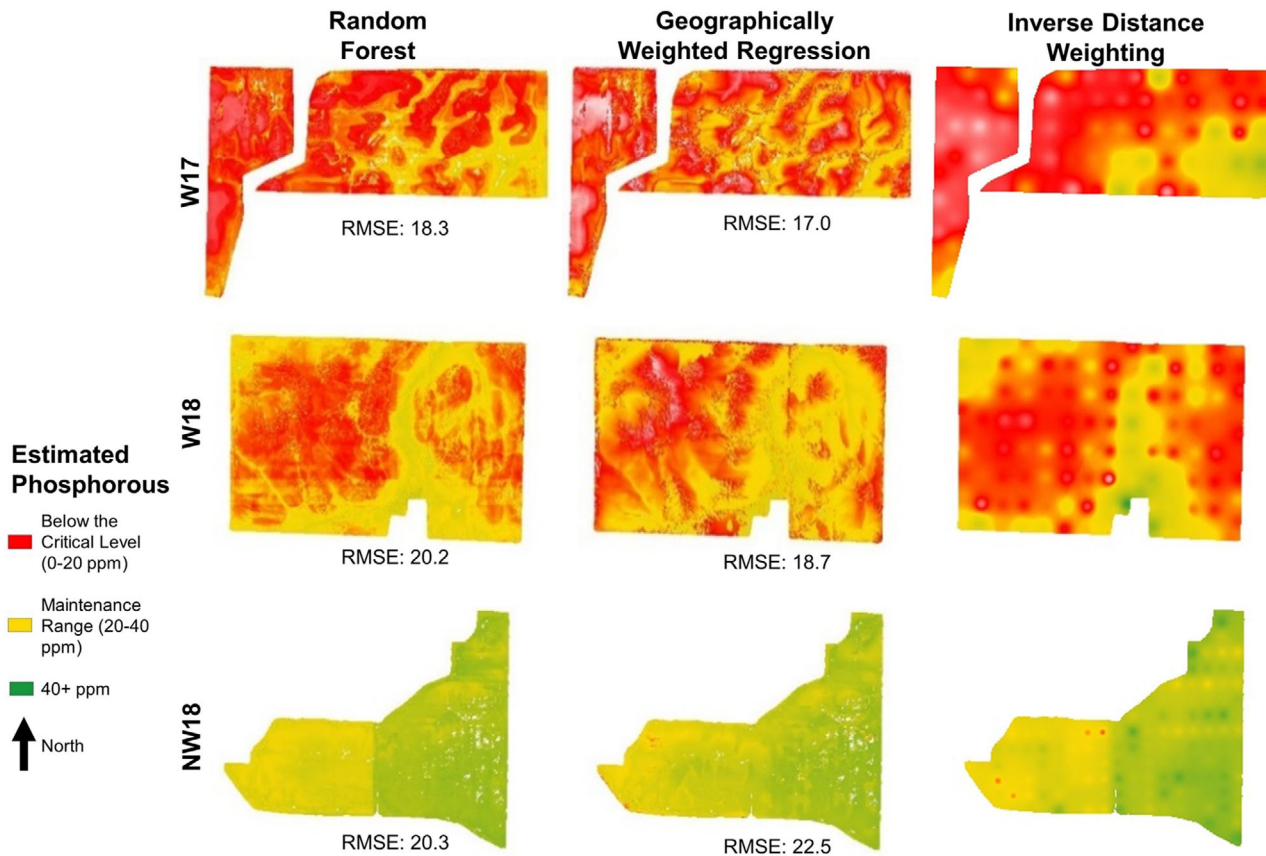 Random
Forest
Geographically
Weighted Regression
Inverse Distance
Weighting
W17
RMSE: 18.3
RMSE: 17.0
W18
RMSE: 20.2
RMSE: 18.7
NW18
RMSE: 20.3
RMSE: 22.5
Estimated
Phosphorous
Below the
Critical Level
(0-20 ppm)
Maintenance
Range (20-40
ppm)
40+ ppm
North